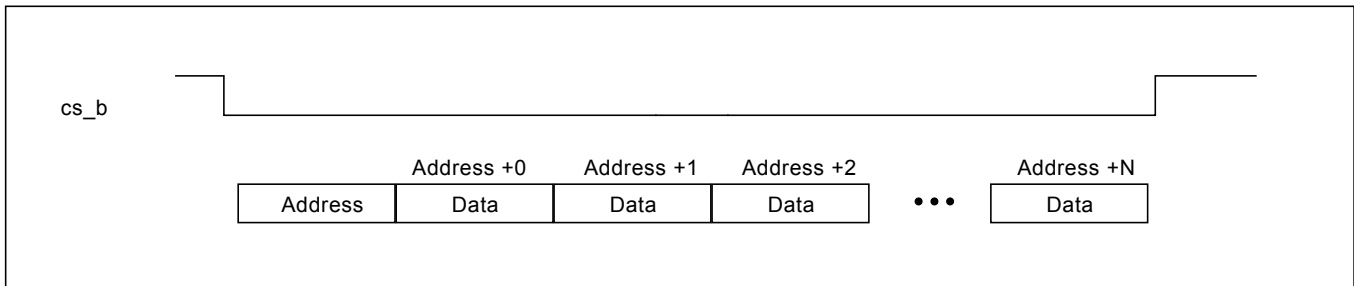 cs_b
Address +0 Address +1 Address +2 Address +N
Address Data Data Data ••• Data